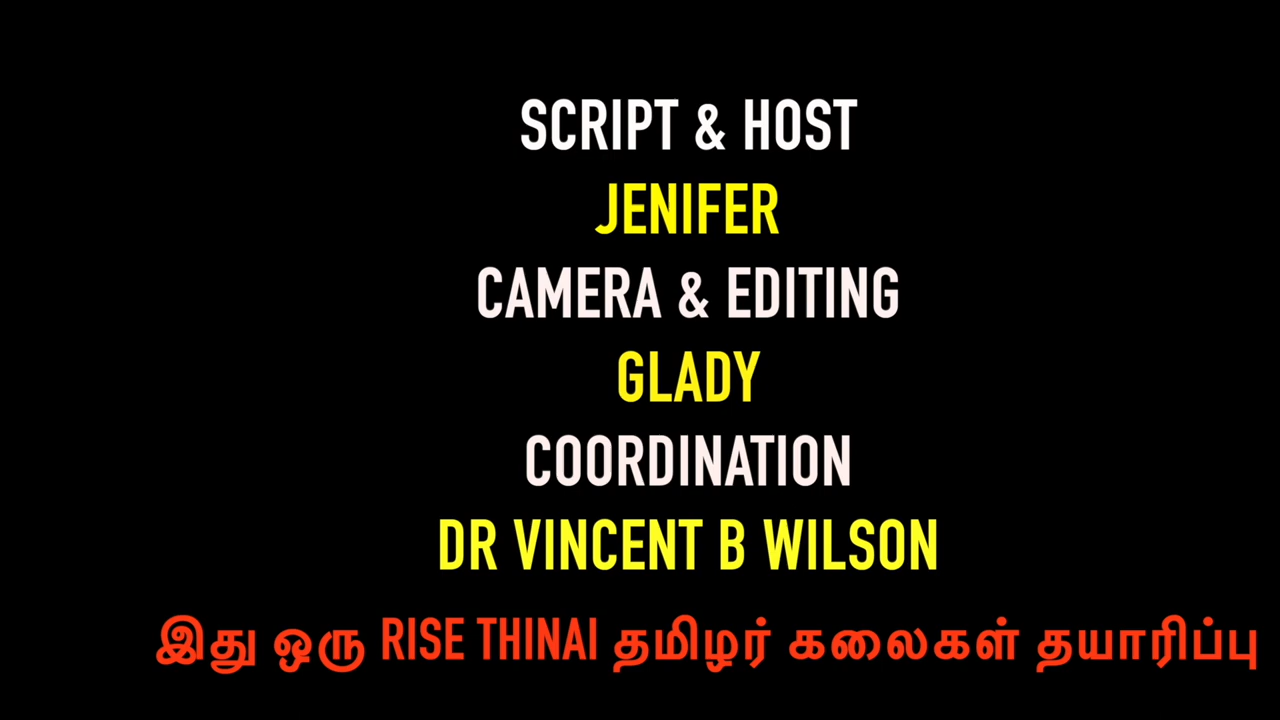 SCRIPT & HOST
JENIFER
CAMERA & EDITING
GLADY
COORDINATION
DR VINCENT B WILSON
இது ஒரு RISE THINAI தமிழர் கலைகள் தயாரிப்பு